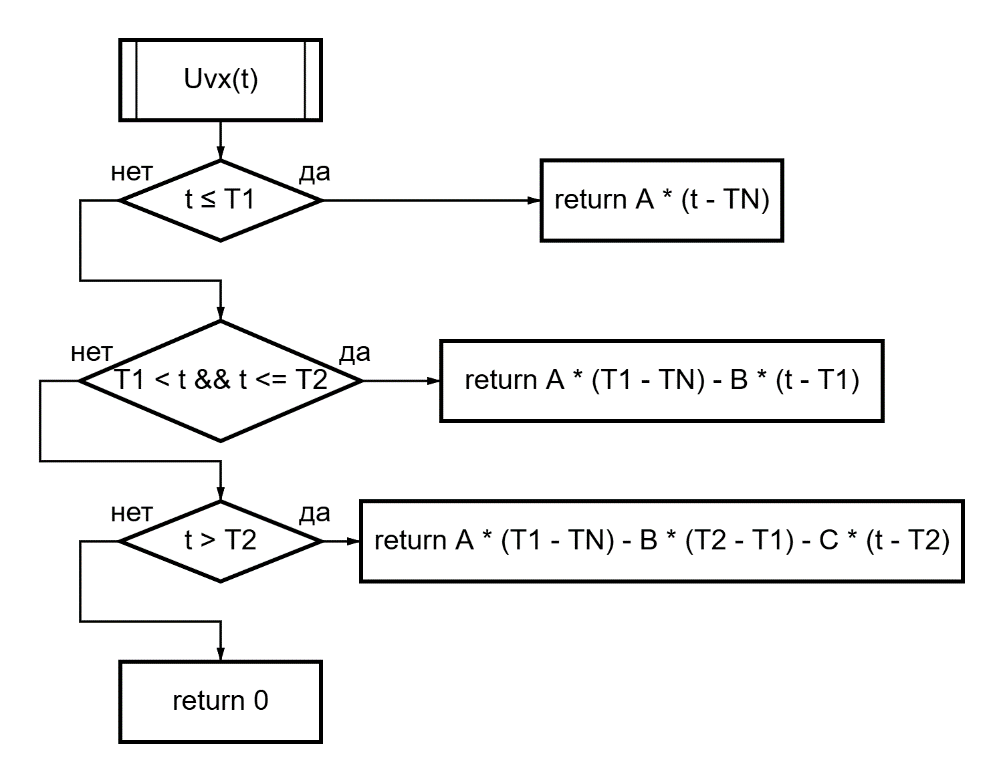 Uvx(t)
нет
да
t ≤ T1
return A * (t - TN)
нет
да
T1 < t && t <= T2
return A * (T1 - TN) - B * (t - T1)
нет
да
t > T2
return A * (T1 - TN) - B * (T2 - T1) - C * (t - T2)
return 0